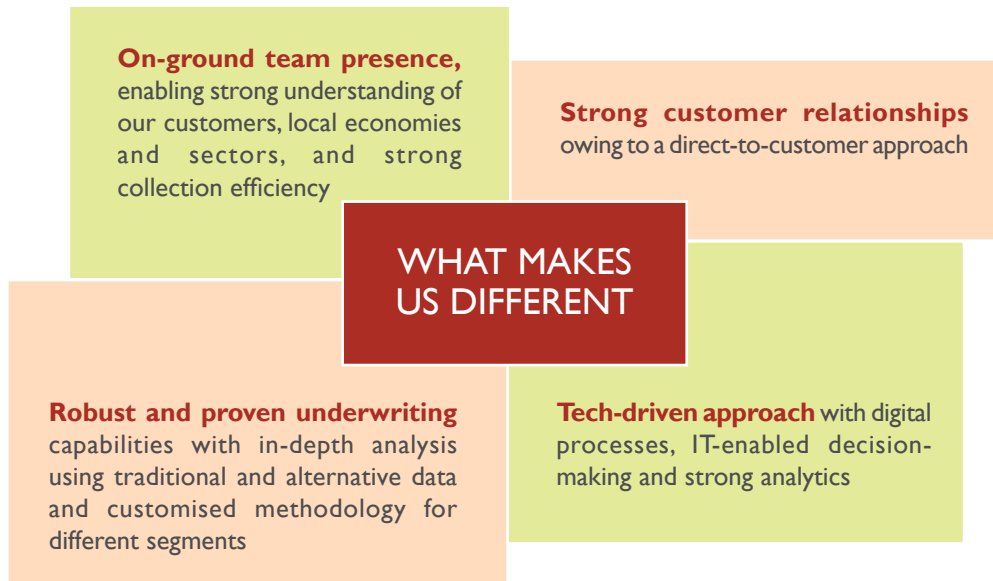 On-ground team presence,
enabling strong understanding of
our customers, local economies
and sectors, and strong
collection efficiency
Strong customer relationships
owing to a direct-to-customer approach
WHAT MAKES
US DIFFERENT
Robust and proven underwriting
capabilities with in-depth analysis
using traditional and alternative data
and customised methodology for
different segments
Tech-driven approach with digital
processes, IT-enabled decision-
making and strong analytics